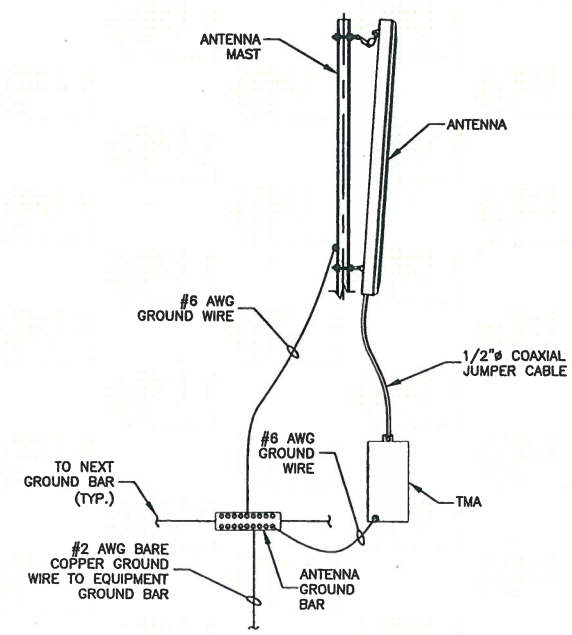 ANTENNA
MAST
ANTENNA
#6 AWG
GROUND WIRE
1/2"ø COAXIAL
JUMPER CABLE
#6 AWG
GROUND
WIRE
TO NEXT
GROUND BAR
(TYP.)
TMA
#2 AWG BARE
COPPER GROUND
WIRE TO EQUIPMENT
GROUND BAR
ANTENNA
GROUND
BAR